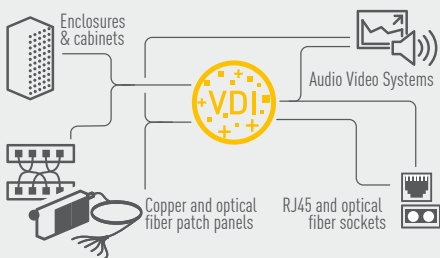 Enclosures
& cabinets
Audio Video Systems
VDI
Copper and optical
fiber patch panels
RJ45 and optical
fiber sockets